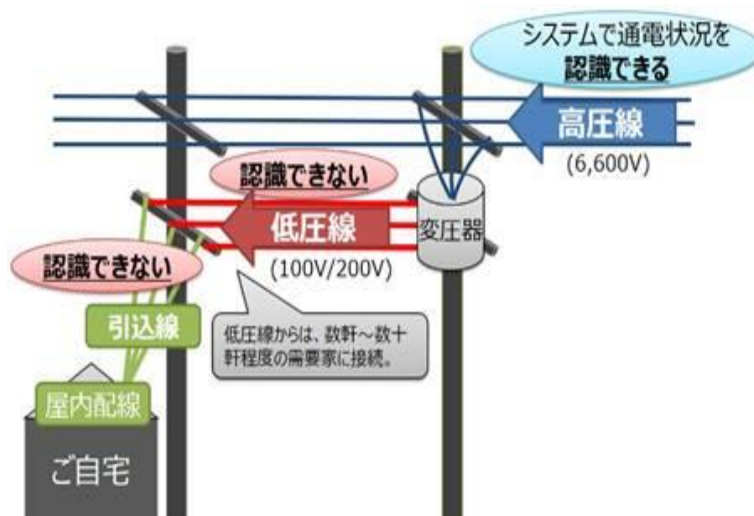 システムで通電状況を
認識できる
高圧線
(6,600V)
認識できない
低圧線
(100V/200V)
変圧器
認識できない
引込線
低圧線からは、数軒～数十
軒程度の需要家に接続。
屋内配線
ご自宅